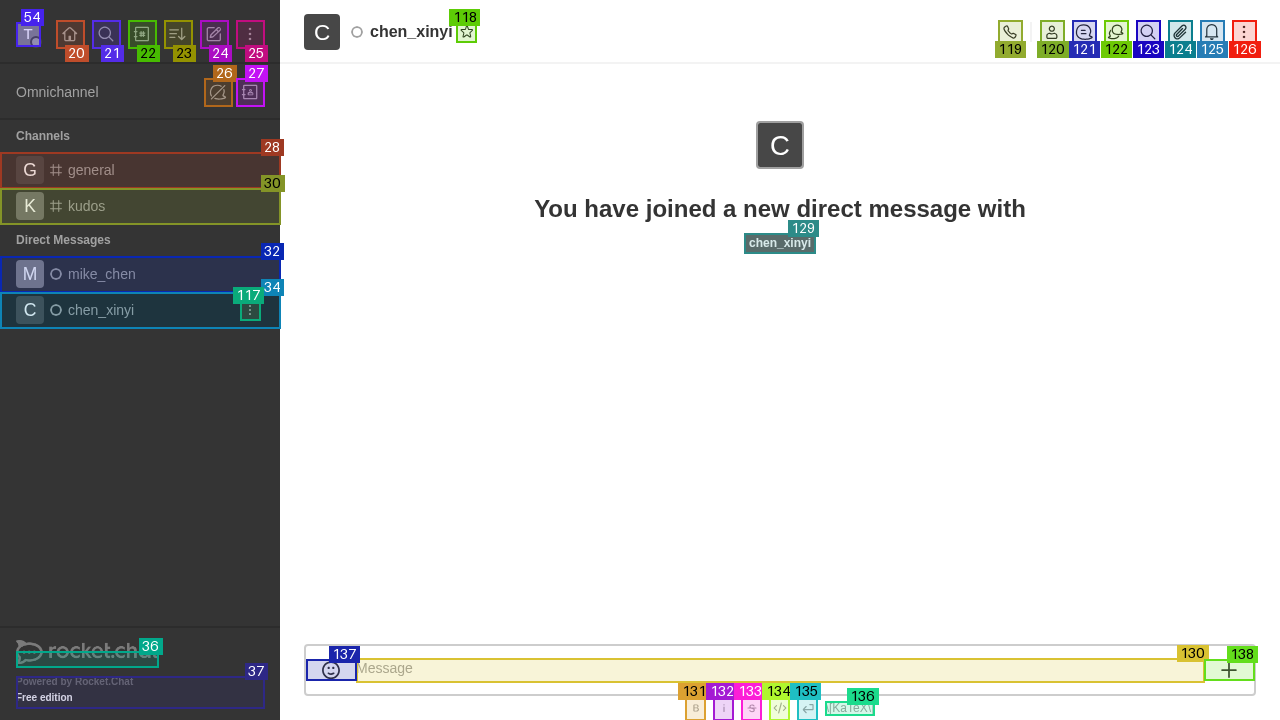 54
T
20
21
22
23
24
25
C
chen_xinyi
118
119
120
121
122
123
124
125
126
Omnichannel
26
27
Channels
28
G
general
30
K
kudos
Direct Messages
32
M
mike_chen
34
C
chen_xinyi
117
C
You have joined a new direct message with
129
chen_xinyi
36
rocket.chat
37
Powered by Rocket.Chat
Free edition
137
Message
130
138
131
132
133
134
135
136
B
i
S
</>
\(KaTeX\)